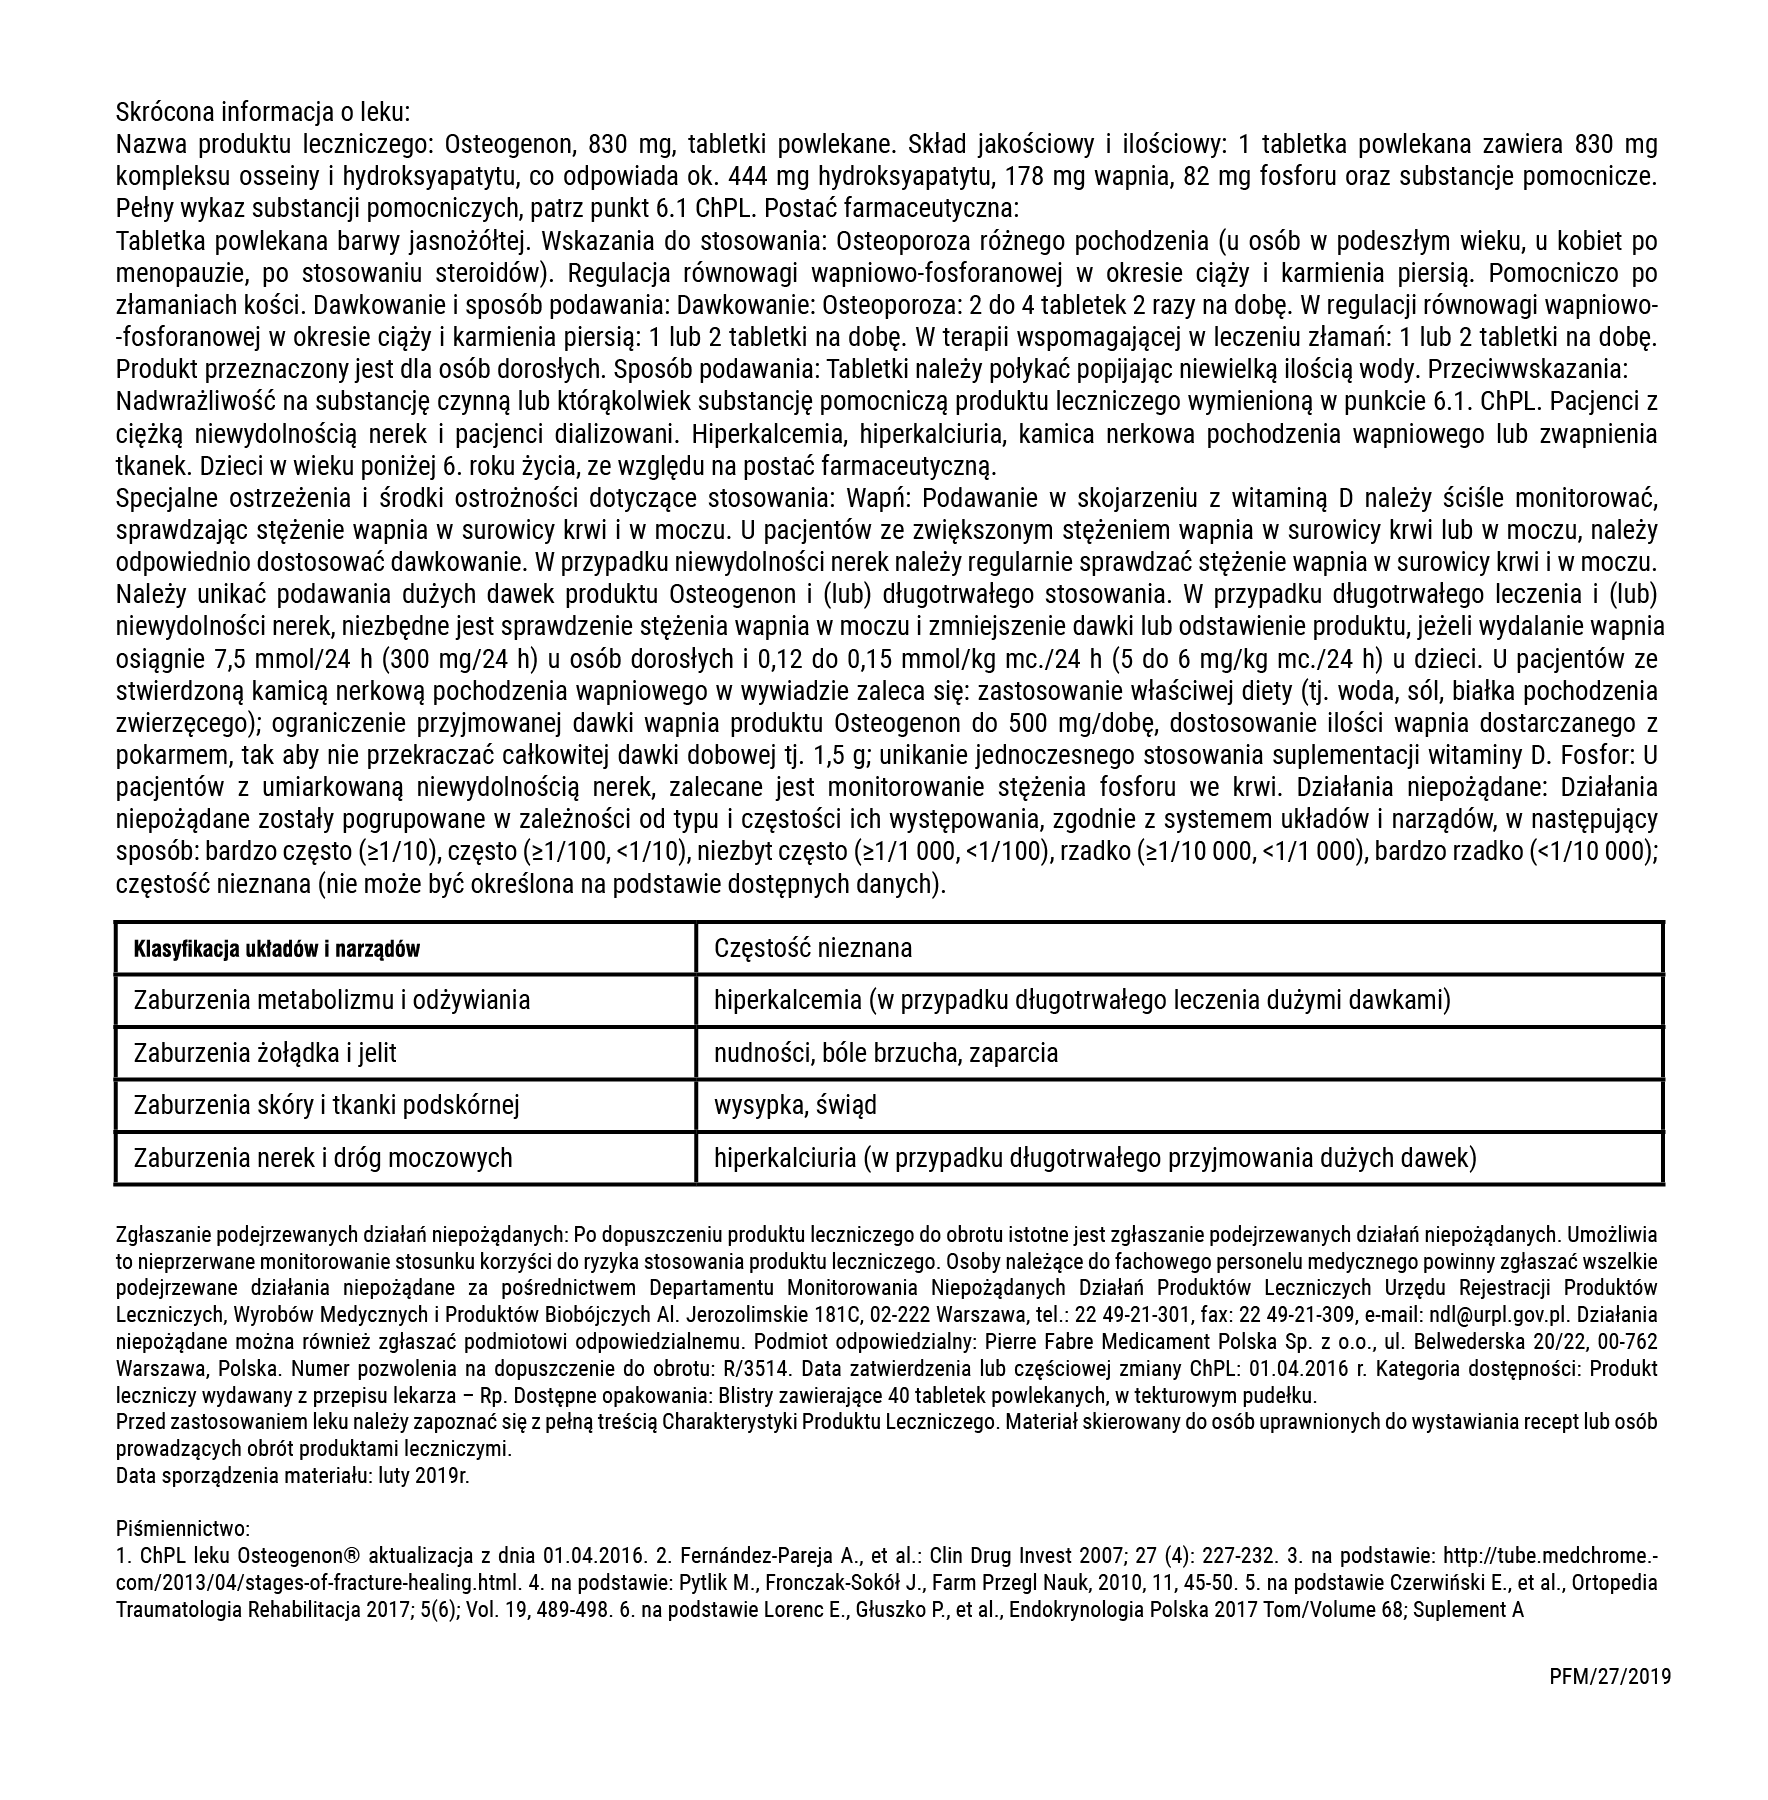 Skrócona informacja o leku:
Nazwa produktu leczniczego: Osteogenon, 830 mg, tabletki powlekane. Skład jakościowy i ilościowy: 1 tabletka powlekana zawiera 830 mg
kompleksu osseiny i hydroksyapatytu, co odpowiada ok. 444 mg hydroksyapatytu, 178 mg wapnia, 82 mg fosforu oraz substancje pomocnicze.
Pełny wykaz substancji pomocniczych, patrz punkt 6.1 ChPL. Postać farmaceutyczna:
Tabletka powlekana barwy jasnożółtej. Wskazania do stosowania: Osteoporoza różnego pochodzenia (u osób w podeszłym wieku, u kobiet po
menopauzie, po stosowaniu steroidów). Regulacja równowagi wapniowo-fosforanowej w okresie ciąży i karmienia piersią. Pomocniczo po
złamaniach kości. Dawkowanie i sposób podawania: Dawkowanie: Osteoporoza: 2 do 4 tabletek 2 razy na dobę. W regulacji równowagi wapniowo-
-fosforanowej w okresie ciąży i karmienia piersią: 1 lub 2 tabletki na dobę. W terapii wspomagającej w leczeniu złamań: 1 lub 2 tabletki na dobę.
Produkt przeznaczony jest dla osób dorosłych. Sposób podawania: Tabletki należy połykać popijając niewielką ilością wody. Przeciwwskazania:
Nadwrażliwość na substancję czynną lub którąkolwiek substancję pomocniczą produktu leczniczego wymienioną w punkcie 6.1. ChPL. Pacjenci z
ciężką niewydolnością nerek i pacjenci dializowani. Hiperkalcemia, hiperkalciuria, kamica nerkowa pochodzenia wapniowego lub zwapnienia
tkanek. Dzieci w wieku poniżej 6. roku życia, ze względu na postać farmaceutyczną.
Specjalne ostrzeżenia i środki ostrożności dotyczące stosowania: Wapń: Podawanie w skojarzeniu z witaminą D należy ściśle monitorować,
sprawdzając stężenie wapnia w surowicy krwi i w moczu. U pacjentów ze zwiększonym stężeniem wapnia w surowicy krwi lub w moczu, należy
odpowiednio dostosować dawkowanie. W przypadku niewydolności nerek należy regularnie sprawdzać stężenie wapnia w surowicy krwi i w moczu.
Należy unikać podawania dużych dawek produktu Osteogenon i (lub) długotrwałego stosowania. W przypadku długotrwałego leczenia i (lub)
niewydolności nerek, niezbędne jest sprawdzenie stężenia wapnia w moczu i zmniejszenie dawki lub odstawienie produktu, jeżeli wydalanie wapnia
osiągnie 7,5 mmol/24 h (300 mg/24 h) u osób dorosłych i 0,12 do 0,15 mmol/kg mc./24 h (5 do 6 mg/kg mc./24 h) u dzieci. U pacjentów ze
stwierdzoną kamicą nerkową pochodzenia wapniowego w wywiadzie zaleca się: zastosowanie właściwej diety (tj. woda, sól, białka pochodzenia
zwierzęcego); ograniczenie przyjmowanej dawki wapnia produktu Osteogenon do 500 mg/dobę, dostosowanie ilości wapnia dostarczanego z
pokarmem, tak aby nie przekraczać całkowitej dawki dobowej tj. 1,5 g; unikanie jednoczesnego stosowania suplementacji witaminy D. Fosfor: U
pacjentów z umiarkowaną niewydolnością nerek, zalecane jest monitorowanie stężenia fosforu we krwi. Działania niepożądane: Działania
niepożądane zostały pogrupowane w zależności od typu i częstości ich występowania, zgodnie z systemem układów i narządów, w następujący
sposób: bardzo często (≥1/10), często (≥1/100, <1/10), niezbyt często (≥1/1 000, <1/100), rzadko (≥1/10 000, <1/1 000), bardzo rzadko (<1/10 000);
częstość nieznana (nie może być określona na podstawie dostępnych danych).
Klasyfikacja układów i narządów Częstość nieznana
Zaburzenia metabolizmu i odżywiania hiperkalcemia (w przypadku długotrwałego leczenia dużymi dawkami)
Zaburzenia żołądka i jelit nudności, bóle brzucha, zaparcia
Zaburzenia skóry i tkanki podskórnej wysypka, świąd
Zaburzenia nerek i dróg moczowych hiperkalciuria (w przypadku długotrwałego przyjmowania dużych dawek)
Zgłaszanie podejrzewanych działań niepożądanych: Po dopuszczeniu produktu leczniczego do obrotu istotne jest zgłaszanie podejrzewanych działań niepożądanych. Umożliwia
to nieprzerwane monitorowanie stosunku korzyści do ryzyka stosowania produktu leczniczego. Osoby należące do fachowego personelu medycznego powinny zgłaszać wszelkie
podejrzewane działania niepożądane za pośrednictwem Departamentu Monitorowania Niepożądanych Działań Produktów Leczniczych Urzędu Rejestracji Produktów
Leczniczych, Wyrobów Medycznych i Produktów Biobójczych Al. Jerozolimskie 181C, 02-222 Warszawa, tel.: 22 49-21-301, fax: 22 49-21-309, e-mail: ndl@urpl.gov.pl. Działania
niepożądane można również zgłaszać podmiotowi odpowiedzialnemu. Podmiot odpowiedzialny: Pierre Fabre Medicament Polska Sp. z o.o., ul. Belwederska 20/22, 00-762
Warszawa, Polska. Numer pozwolenia na dopuszczenie do obrotu: R/3514. Data zatwierdzenia lub częściowej zmiany ChPL: 01.04.2016 r. Kategoria dostępności: Produkt
leczniczy wydawany z przepisu lekarza – Rp. Dostępne opakowania: Blistry zawierające 40 tabletek powlekanych, w tekturowym pudełku.
Przed zastosowaniem leku należy zapoznać się z pełną treścią Charakterystyki Produktu Leczniczego. Materiał skierowany do osób uprawnionych do wystawiania recept lub osób
prowadzących obrót produktami leczniczymi.
Data sporządzenia materiału: luty 2019r.
Piśmiennictwo:
1. ChPL leku Osteogenon® aktualizacja z dnia 01.04.2016. 2. Fernández-Pareja A., et al.: Clin Drug Invest 2007; 27 (4): 227-232. 3. na podstawie: http://tube.medchrome.-
com/2013/04/stages-of-fracture-healing.html. 4. na podstawie: Pytlik M., Fronczak-Sokół J., Farm Przegl Nauk, 2010, 11, 45-50. 5. na podstawie Czerwiński E., et al., Ortopedia
Traumatologia Rehabilitacja 2017; 5(6); Vol. 19, 489-498. 6. na podstawie Lorenc E., Głuszko P., et al., Endokrynologia Polska 2017 Tom/Volume 68; Suplement A
PFM/27/2019